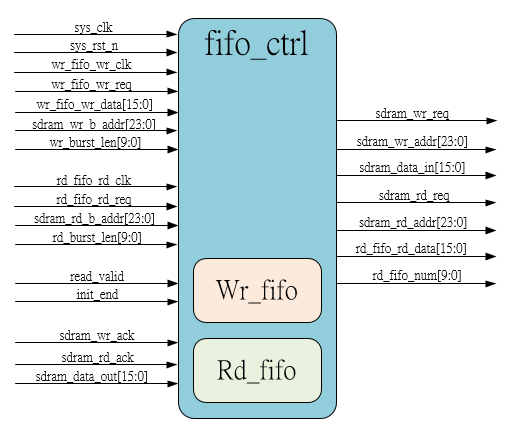 fifo_ctrl
sys_clk
sys_rst_n
wr_fifo_wr_clk
wr_fifo_wr_req
wr_fifo_wr_data[15:0]
sdram_wr_b_addr[23:0]
wr_burst_len[9:0]
rd_fifo_rd_clk
rd_fifo_rd_req
sdram_rd_b_addr[23:0]
rd_burst_len[9:0]
read_valid
init_end
sdram_wr_ack
sdram_rd_ack
sdram_data_out[15:0]
Wr_fifo
Rd_fifo
sdram_wr_req
sdram_wr_addr[23:0]
sdram_data_in[15:0]
sdram_rd_req
sdram_rd_addr[23:0]
rd_fifo_rd_data[15:0]
rd_fifo_num[9:0]